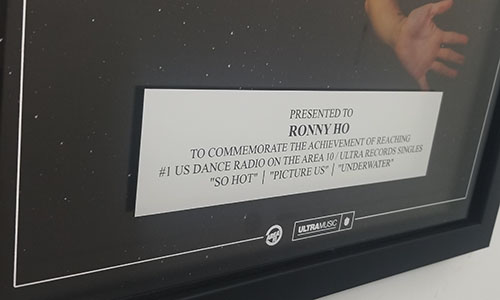 PRESENTED TO
RONNY HO
TO COMMEMORATE THE ACHIEVEMENT OF REACHING
#1 US DANCE RADIO ON THE AREA 10 / ULTRA RECORDS SINGLES
"SO HOT" | "PICTURE US" | "UNDERWATER"
ULTRAMUSIC